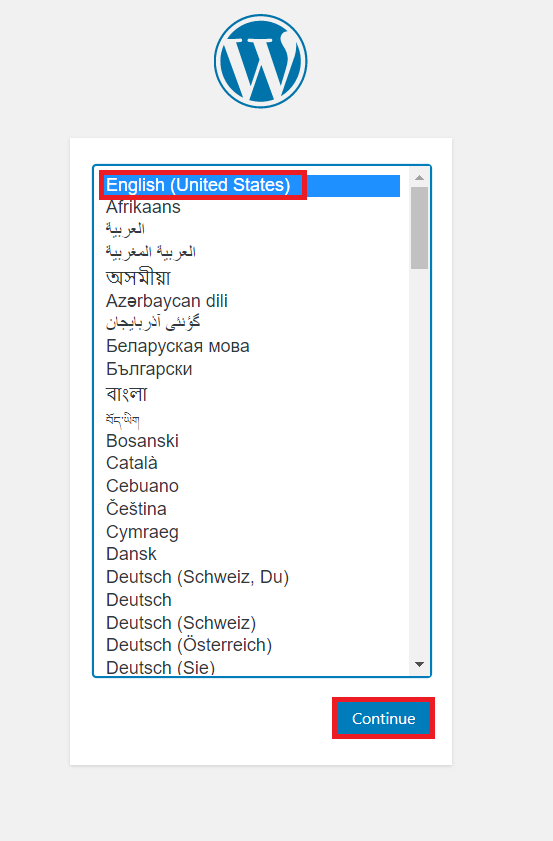 English (United States)
Afrikaans
العربية
العربية المغربية
অসমীয়া
Azərbaycan dili
گؤنئی آذربایجان
Беларуская мова
Български
বাংলা
བོད་ཡིག
Bosanski
Català
Cebuano
Čeština
Cymraeg
Dansk
Deutsch (Schweiz, Du)
Deutsch
Deutsch (Schweiz)
Deutsch (Österreich)
Deutsch (Sie)
Continue